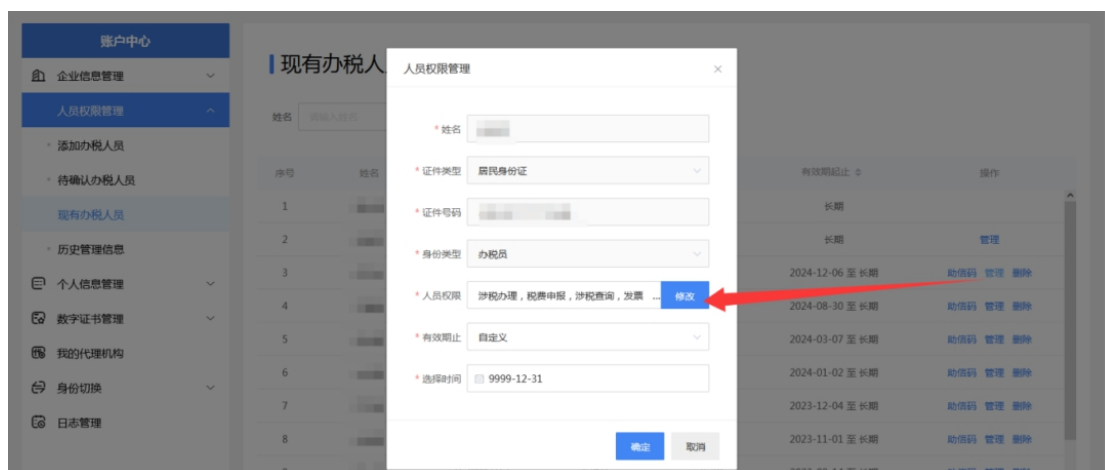 账户中心
企业信息管理
人员权限管理
添加办税人员
待确认办税人员
现有办税人员
历史管理信息
个人信息管理
数字证书管理
我的代理机构
身份切换
日志管理
现有办税人
姓名 请输入姓名
序号 姓名 有效期起止 操作
1 长期
2 长期 管理
3 2024-12-06 至 长期 助信码 管理 删除
4 2024-08-30 至 长期 助信码 管理 删除
5 2024-03-07 至 长期 助信码 管理 删除
6 2024-01-02 至 长期 助信码 管理 删除
7 2023-12-04 至 长期 助信码 管理 删除
8 2023-11-01 至 长期 助信码 管理 删除
人员权限管理 ×
* 姓名
* 证件类型 居民身份证
* 证件号码
* 身份类型 办税员
* 人员权限 涉税办理，税费申报，涉税查询，发票 ... 修改
* 有效期止 自定义
* 选择时间 9999-12-31
确定 取消